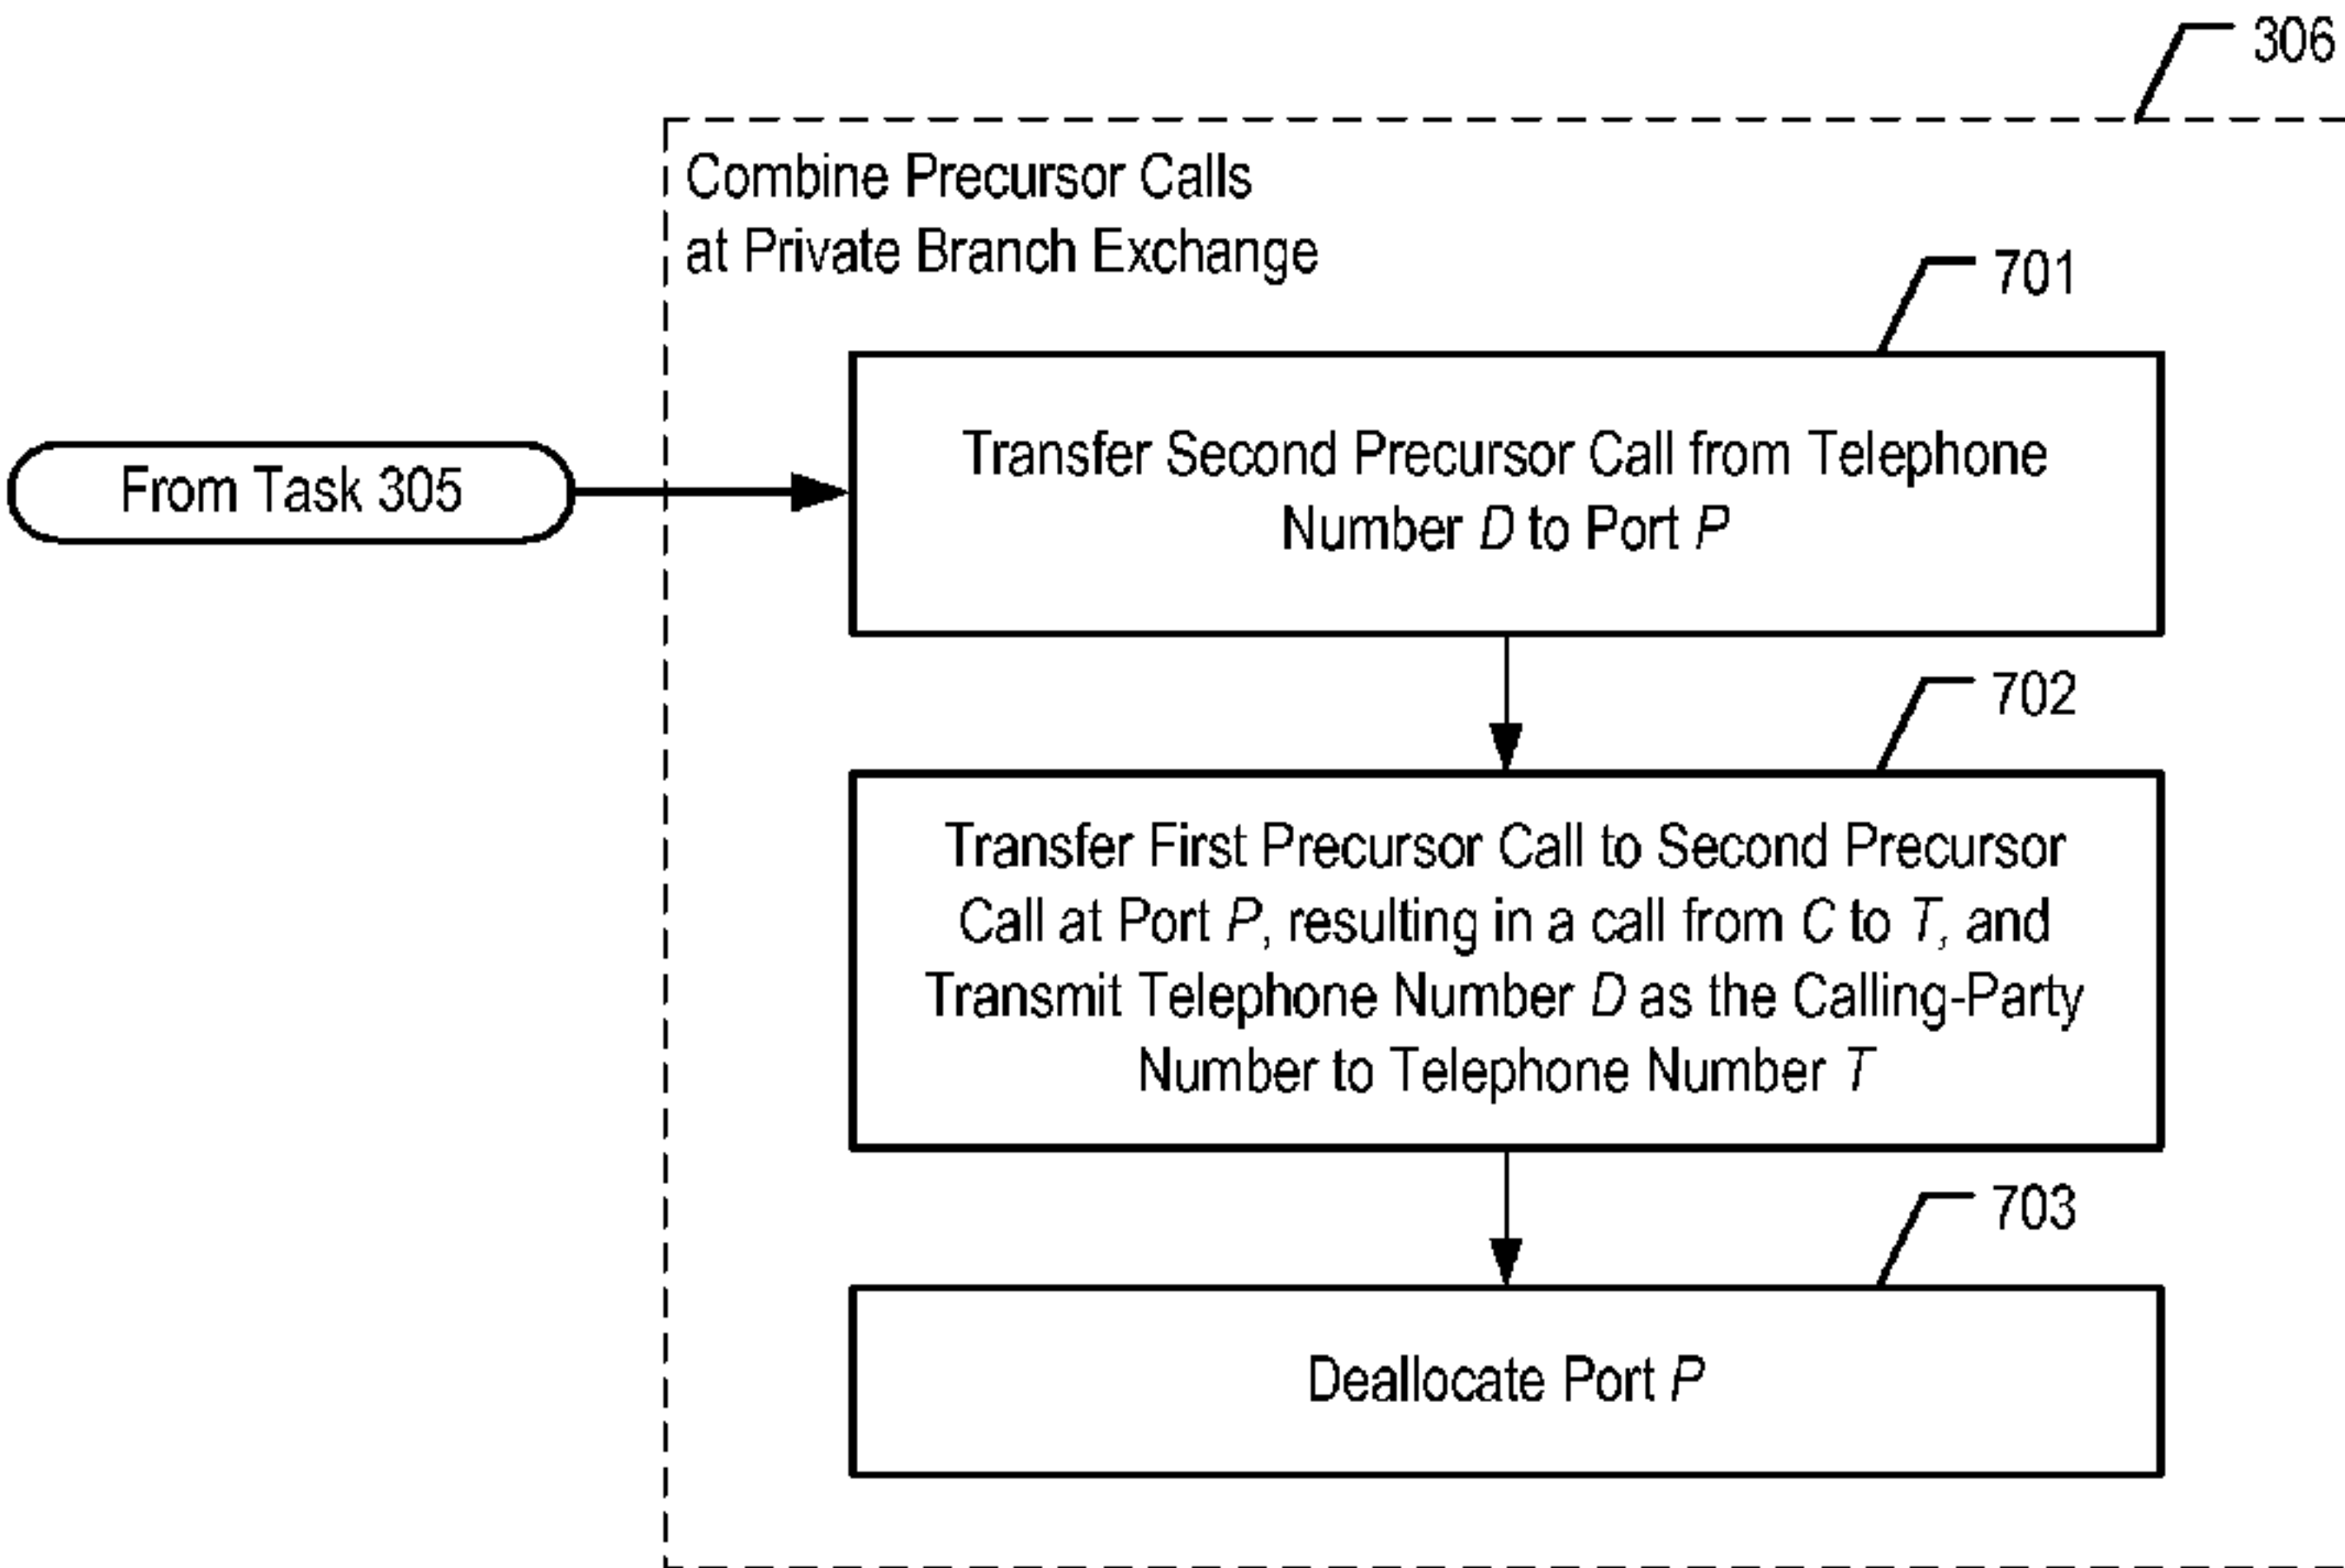 306
Combine Precursor Calls
at Private Branch Exchange
701
Transfer Second Precursor Call from Telephone
Number D to Port P
From Task 305
702
Transfer First Precursor Call to Second Precursor
Call at Port P, resulting in a call from C to T, and
Transmit Telephone Number D as the Calling-Party
Number to Telephone Number T
703
Deallocate Port P